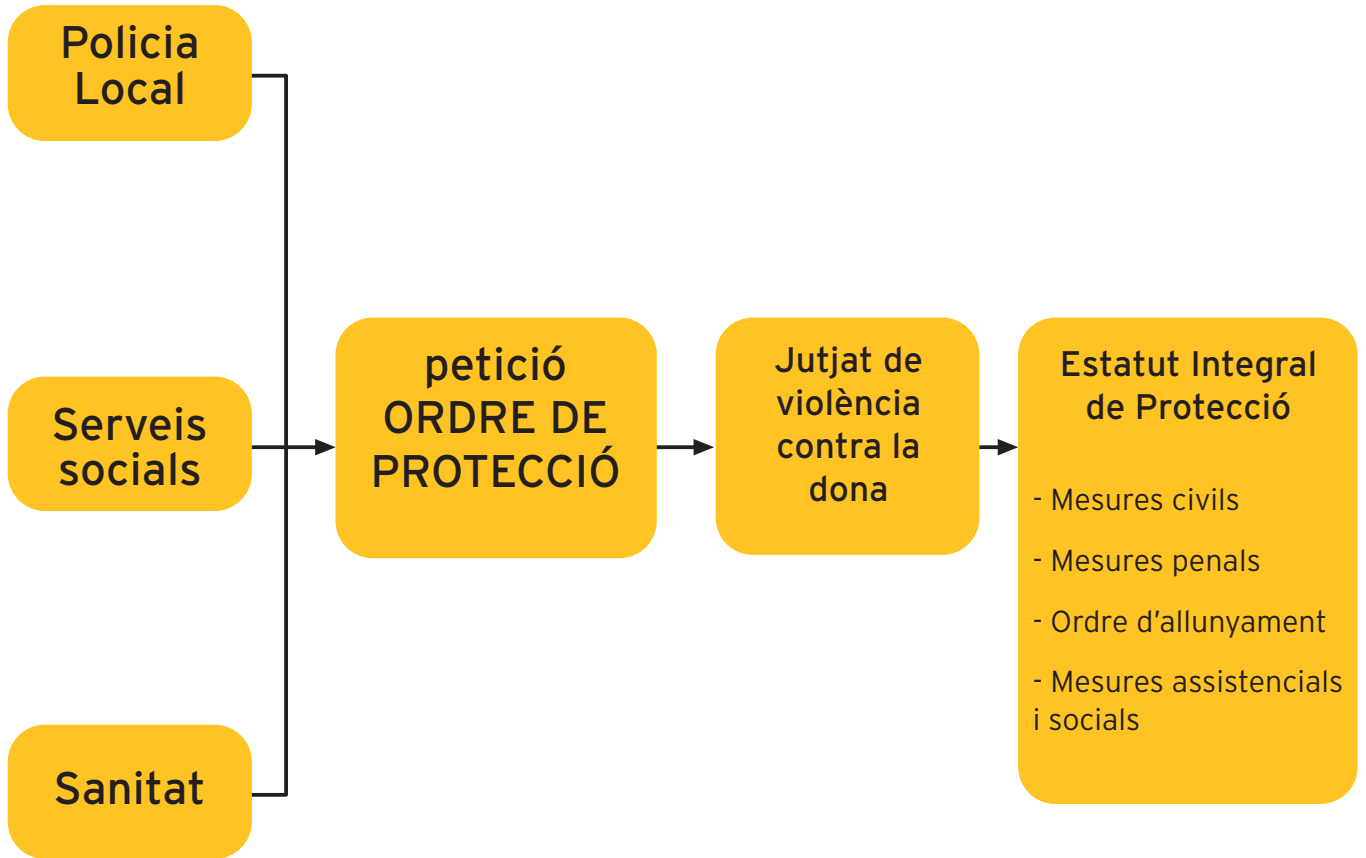 Policia
Local
Serveis
socials
Sanitat
petició
ORDRE DE
PROTECCIÓ
Jutjat de
violència
contra la
dona
Estatut Integral
de Protecció
- Mesures civils
- Mesures penals
- Ordre d'allunyament
- Mesures assistencials
i socials